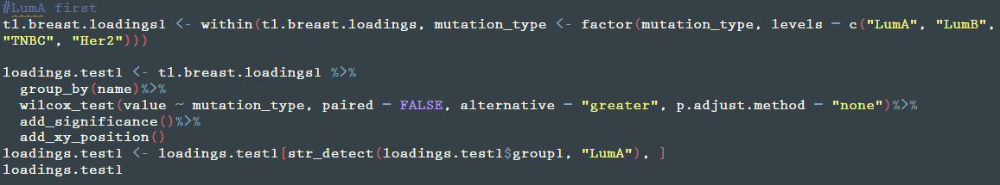 #LumA first
t1.breast.loadings1 <- within(t1.breast.loadings, mutation_type <- factor(mutation_type, levels = c("LumA", "LumB",
"TNBC", "Her2")))
loadings.test1 <- t1.breast.loadings1 %>%
group_by(name)%>%
wilcox_test(value ~ mutation_type, paired = FALSE, alternative = "greater", p.adjust.method = "none")%>%
add_significance()%>%
add_xy_position()
loadings.test1 <- loadings.test1[str_detect(loadings.test1$group1, "LumA"), ]
loadings.test1